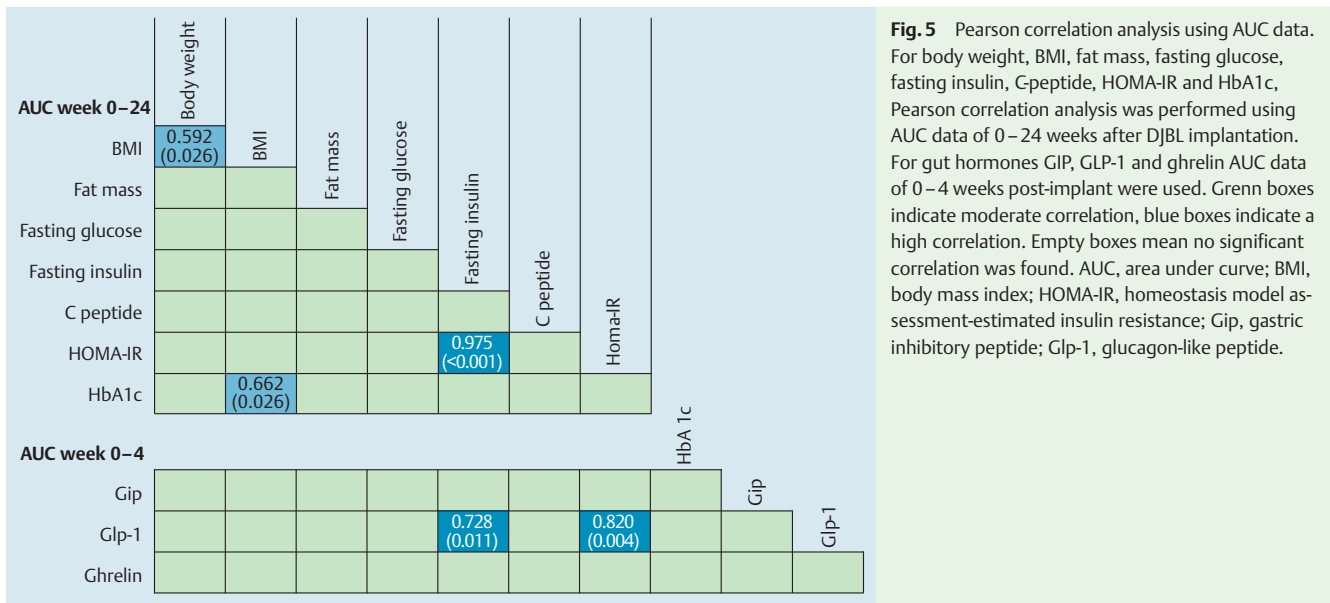 Body weight
AUC week 0–24
BMI
0.592
(0.026)
BMI
Fat mass
Fat mass
Fasting glucose
Fasting glucose
Fasting insulin
Fasting insulin
C peptide
C peptide
HOMA-IR
0.975
(<0.001)
Homa-IR
HbA1c
0.662
(0.026)
AUC week 0–4
HbA 1c
Gip
Gip
Glp-1
0.728
(0.011)
0.820
(0.004)
Glp-1
Ghrelin
Fig. 5 Pearson correlation analysis using AUC data.
For body weight, BMI, fat mass, fasting glucose,
fasting insulin, C-peptide, HOMA-IR and HbA1c,
Pearson correlation analysis was performed using
AUC data of 0–24 weeks after DJBL implantation.
For gut hormones GIP, GLP-1 and ghrelin AUC data
of 0–4 weeks post-implant were used. Grenn boxes
indicate moderate correlation, blue boxes indicate a
high correlation. Empty boxes mean no significant
correlation was found. AUC, area under curve; BMI,
body mass index; HOMA-IR, homeostasis model as-
sessment-estimated insulin resistance; Gip, gastric
inhibitory peptide; Glp-1, glucagon-like peptide.